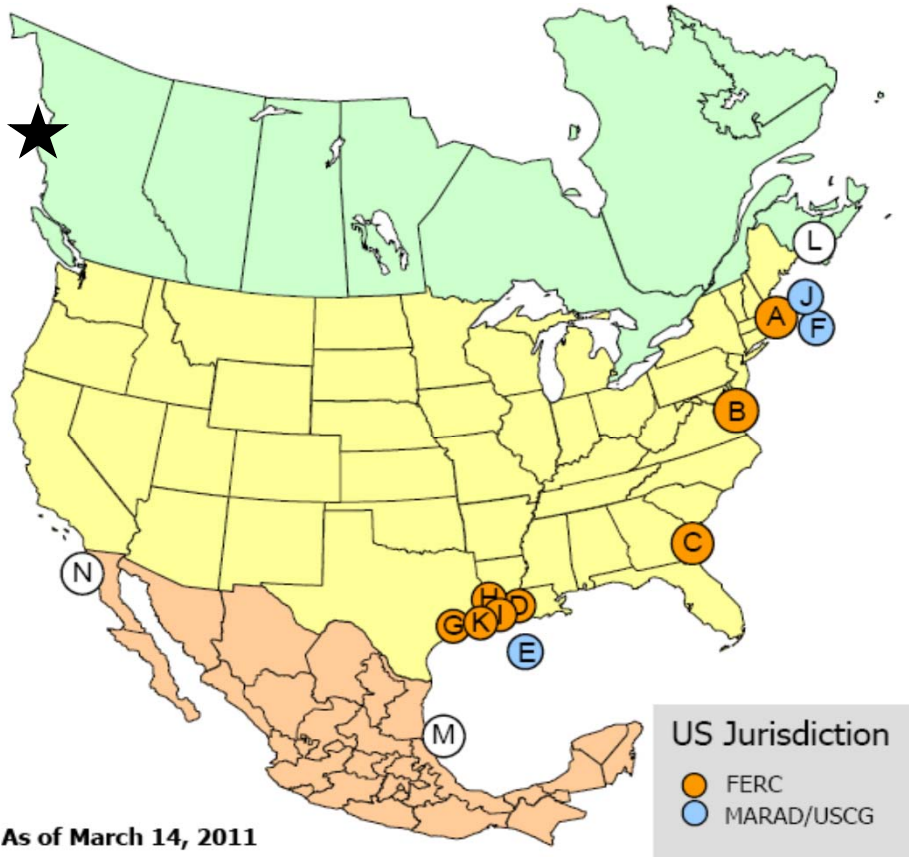 L
J
A
F
B
C
N
H
D
I
G
K
E
M
US Jurisdiction
FERC
MARAD/USCG
As of March 14, 2011